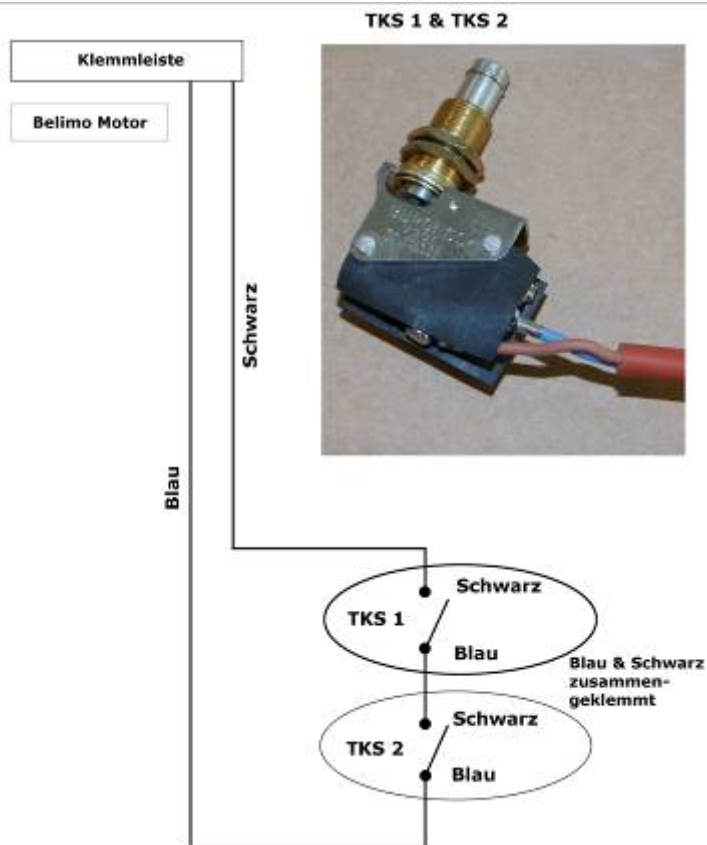 TKS 1 & TKS 2
Klemmleiste
Belimo Motor
Schwarz
Blau
Schwarz
TKS 1
Blau
Blau & Schwarz
zusammen-
geklemmt
Schwarz
TKS 2
Blau